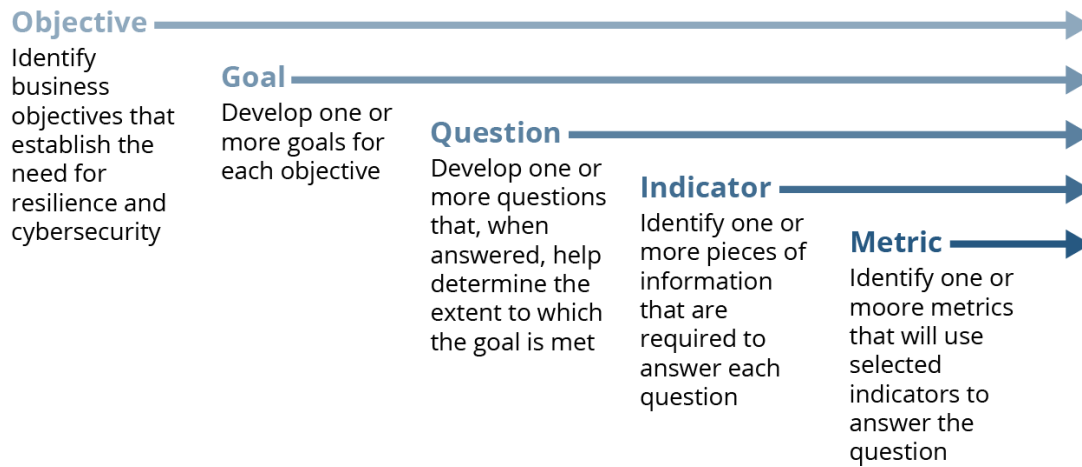 Objective
Identify
business
objectives that
establish the
need for
resilience and
cybersecurity
Goal
Develop one or
more goals for
each objective
Question
Develop one or
more questions
that, when
answered, help
determine the
extent to which
the goal is met
Indicator
Identify one or
more pieces of
information
that are
required to
answer each
question
Metric
Identify one or
moore metrics
that will use
selected
indicators to
answer the
question